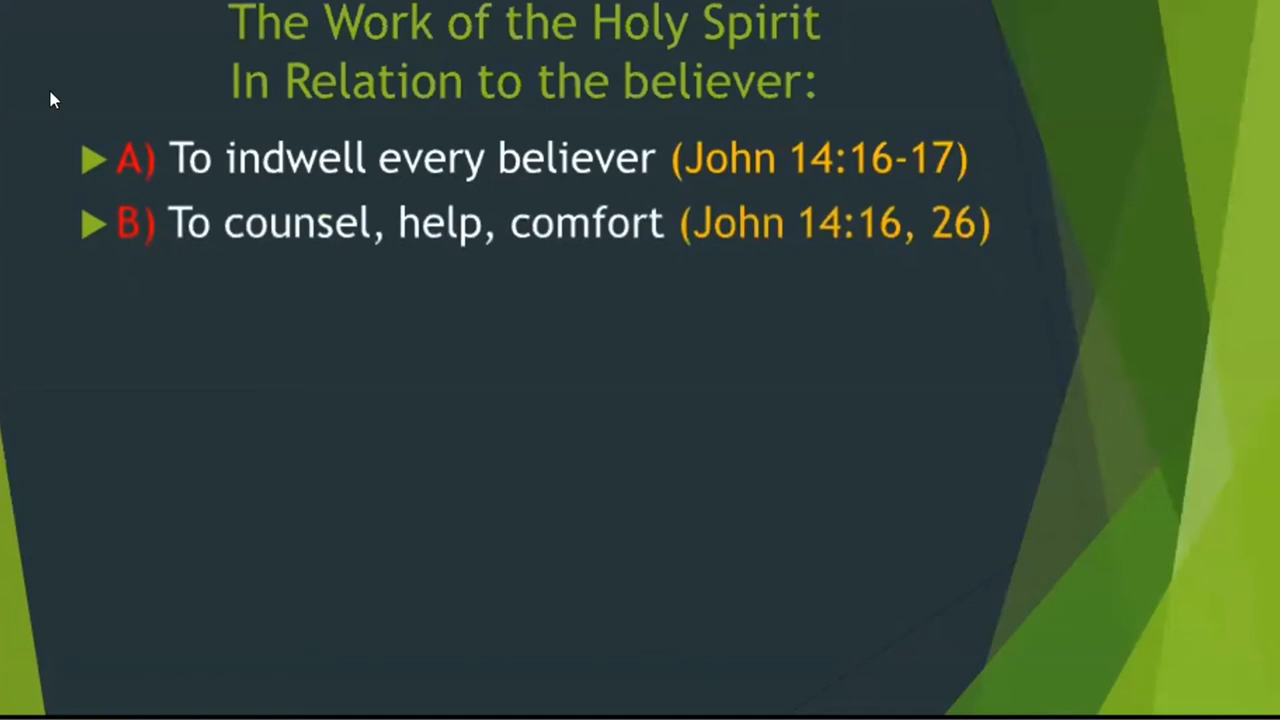 The Work of the Holy Spirit
In Relation to the believer:
A) To indwell every believer (John 14:16-17)
B) To counsel, help, comfort (John 14:16, 26)